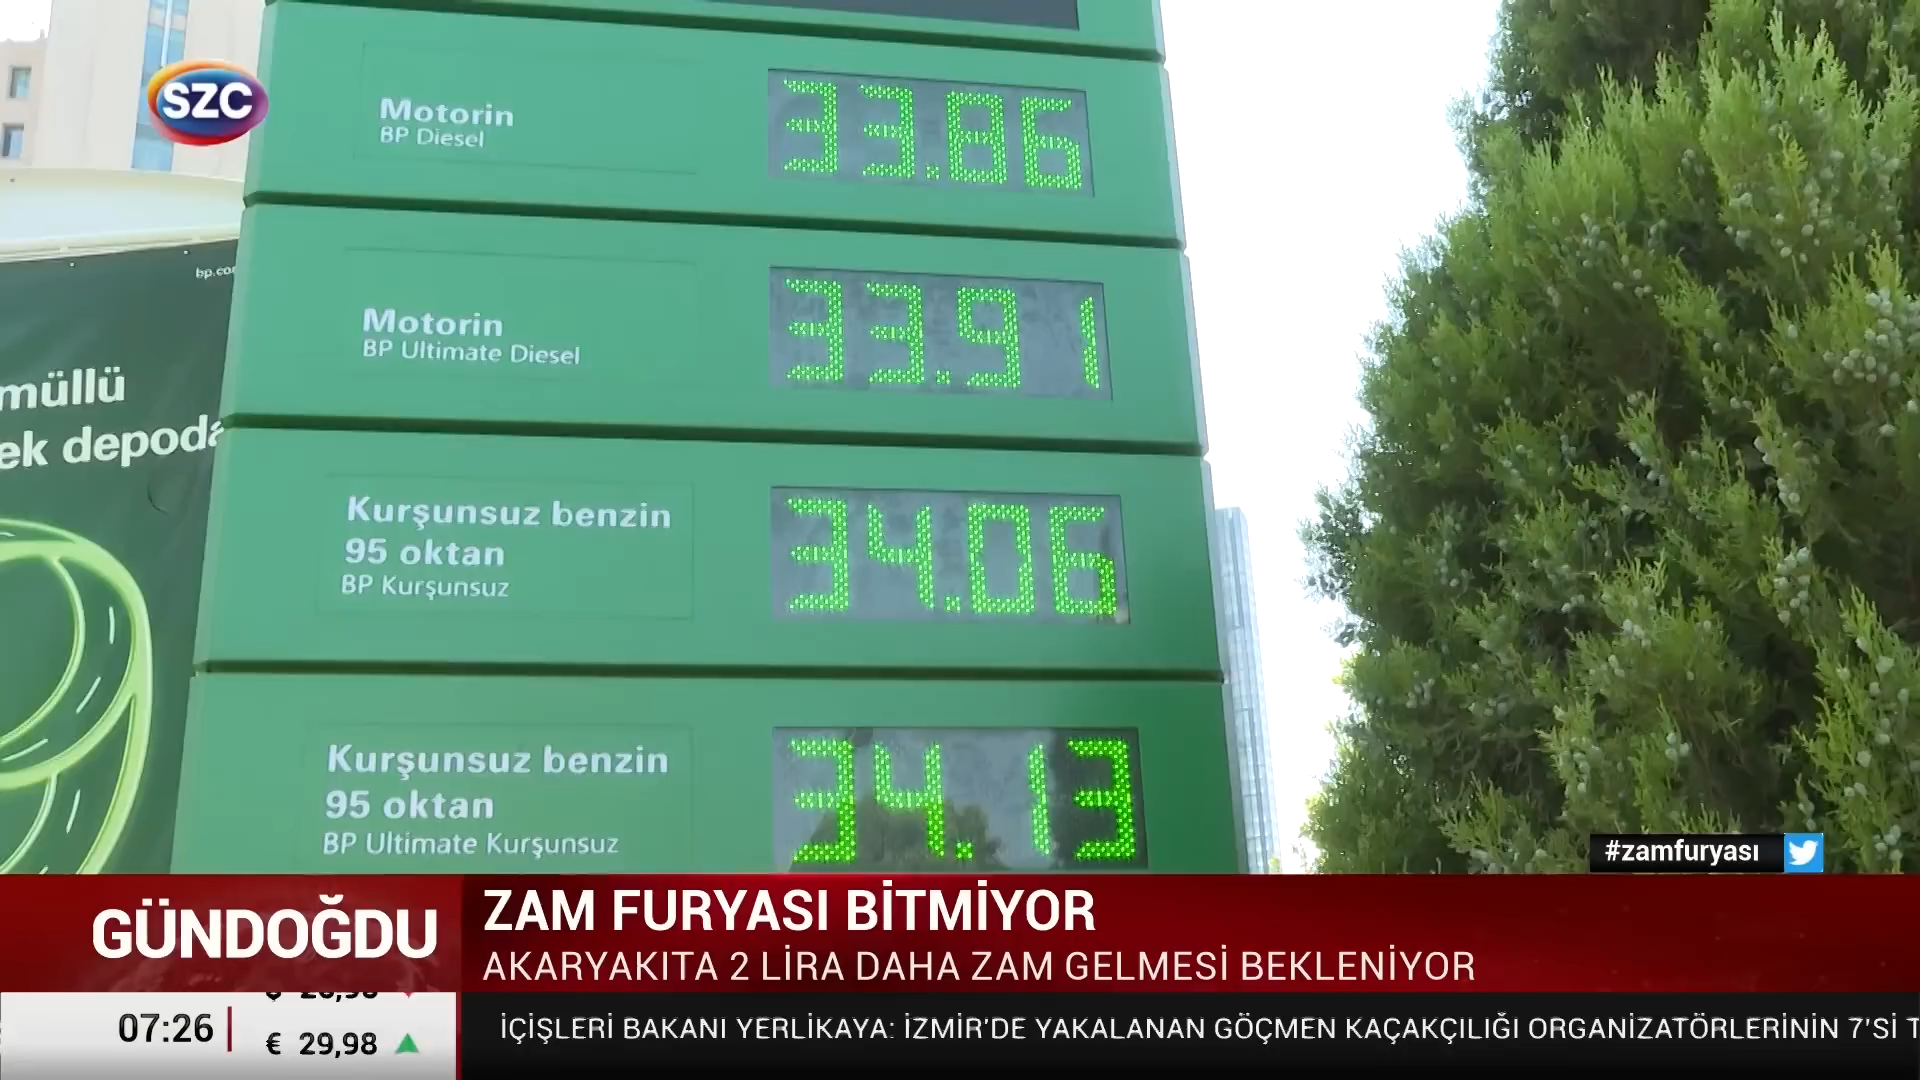 SZC
Motorin
BP Diesel
33.86
bp.co
Motorin
BP Ultimate Diesel
33.91
müllü
ek depoda
Kurşunsuz benzin
95 oktan
BP Kurşunsuz
34.06
Kurşunsuz benzin
95 oktan
BP Ultimate Kurşunsuz
34.13
#zamfuryası
GÜNDOĞDU
ZAM FURYASI BİTMİYOR
AKARYAKITA 2 LİRA DAHA ZAM GELMESİ BEKLENİYOR
07:26
€ 29,98
İÇİŞLERİ BAKANI YERLİKAYA: İZMİR'DE YAKALANAN GÖÇMEN KAÇAKÇILIĞI ORGANİZATÖRLERİNİN 7'Sİ T